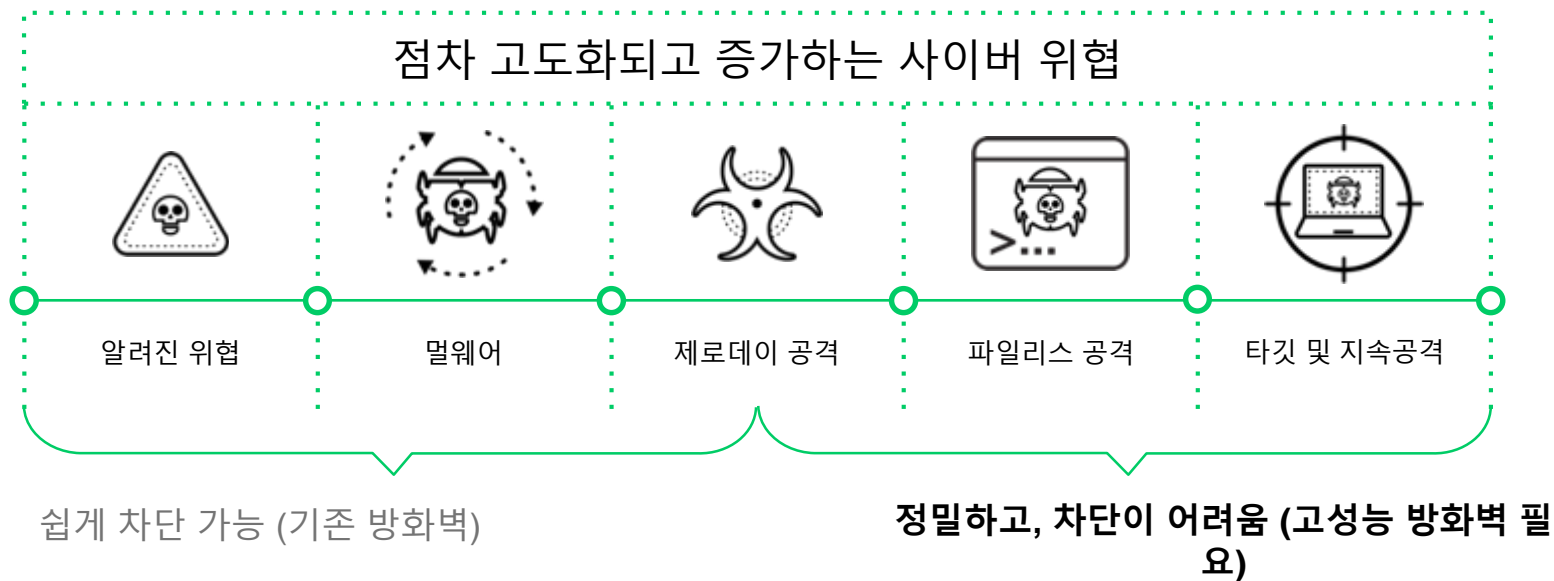 점차 고도화되고 증가하는 사이버 위협
>...
알려진 위협
멀웨어
제로데이 공격
파일리스 공격
타깃 및 지속공격
쉽게 차단 가능 (기존 방화벽)
정밀하고, 차단이 어려움 (고성능 방화벽 필
요)